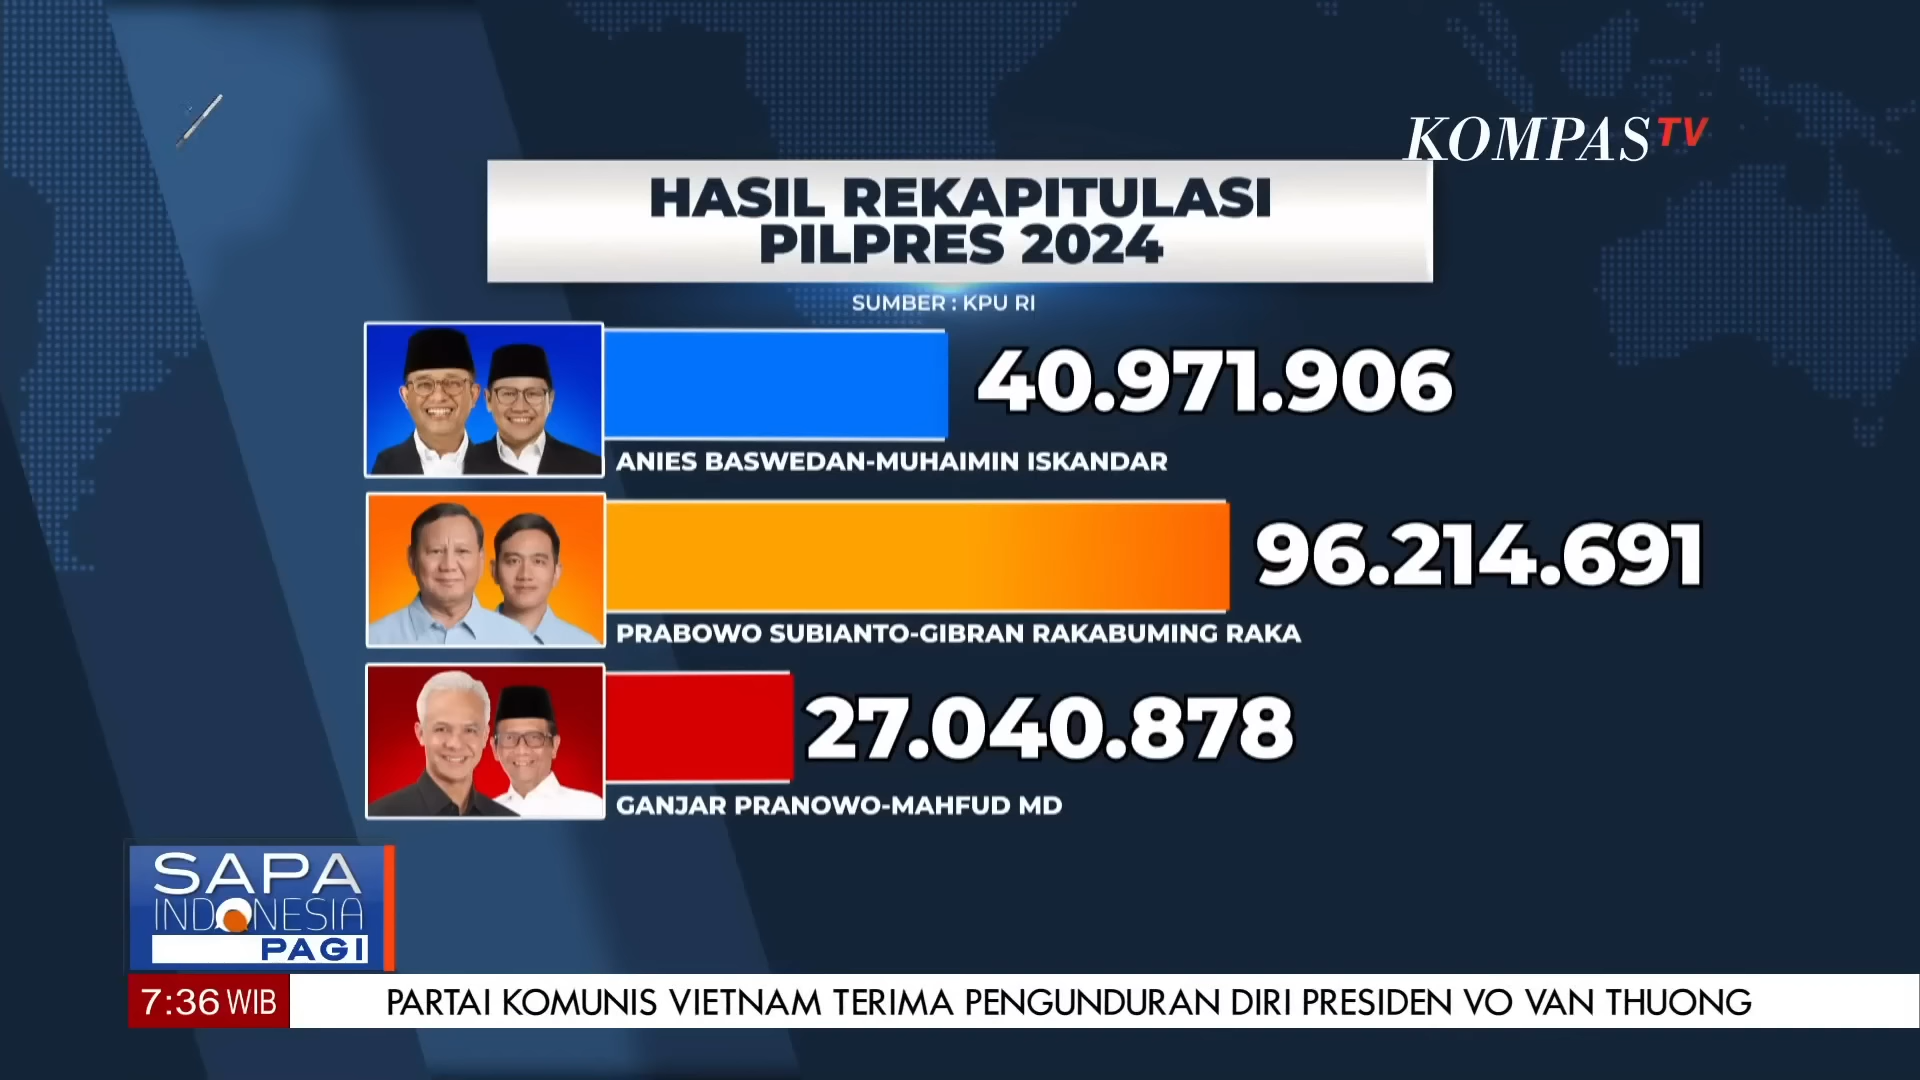 KOMPAS TV
HASIL REKAPITULASI
PILPRES 2024
SUMBER : KPU RI
40.971.906
ANIES BASWEDAN-MUHAIMIN ISKANDAR
96.214.691
PRABOWO SUBIANTO-GIBRAN RAKABUMING RAKA
27.040.878
GANJAR PRANOWO-MAHFUD MD
SAPA
INDONESIA
PAGI
7:36 WIB PARTAI KOMUNIS VIETNAM TERIMA PENGUNDURAN DIRI PRESIDEN VO VAN THUONG